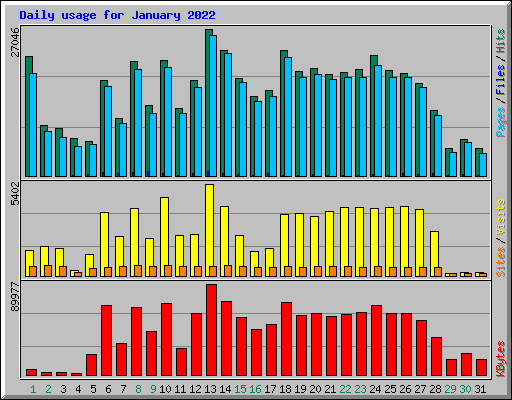 Daily usage for January 2022
27046
Pages / Files / Hits
5402
Sites / Visits
89977
KBytes
1 2 3 4 5 6 7 8 9 10 11 12 13 14 15 16 17 18 19 20 21 22 23 24 25 26 27 28 29 30 31